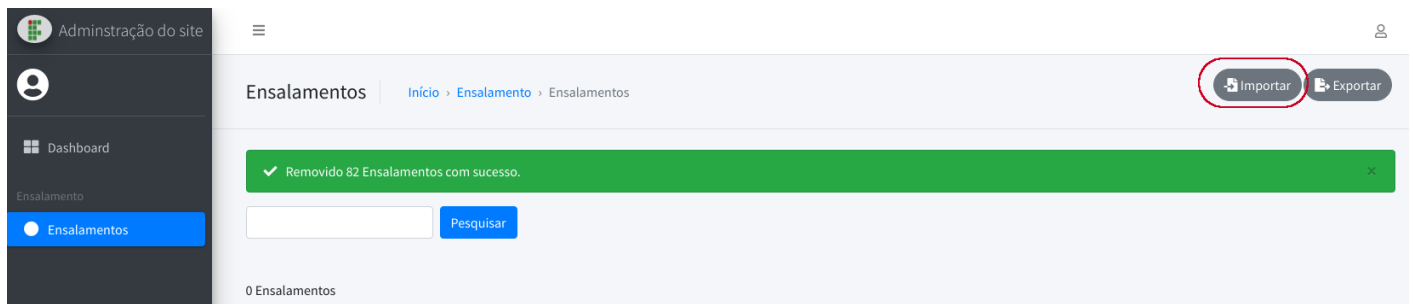 Adminstração do site
Ensalamentos
Início › Ensalamento › Ensalamentos
Importar
Exportar
Dashboard
Removido 82 Ensalamentos com sucesso.
×
Ensalamento
Ensalamentos
Pesquisar
0 Ensalamentos